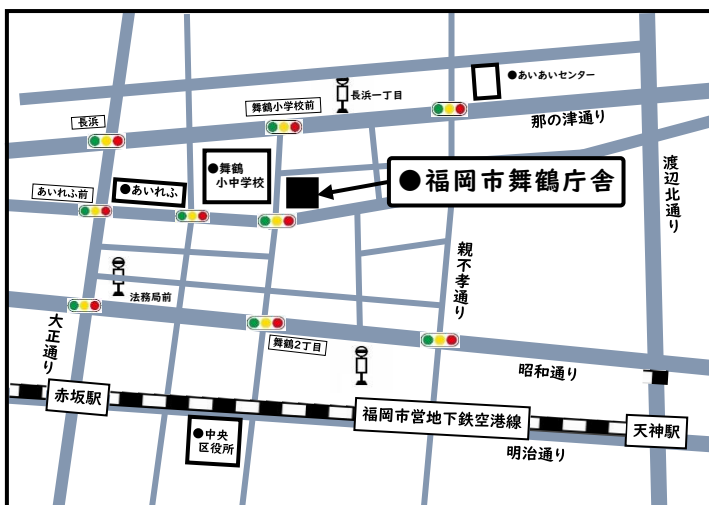 ●あいあいセンター
長浜一丁目
舞鶴小学校前
那の津通り
長浜
●舞鶴
小中学校
●福岡市舞鶴庁舎
渡辺北通り
あいれふ前
●あいれふ
親不孝通り
法務局前
大正通り
舞鶴2丁目
昭和通り
赤坂駅
福岡市営地下鉄空港線
天神駅
●中央
区役所
明治通り